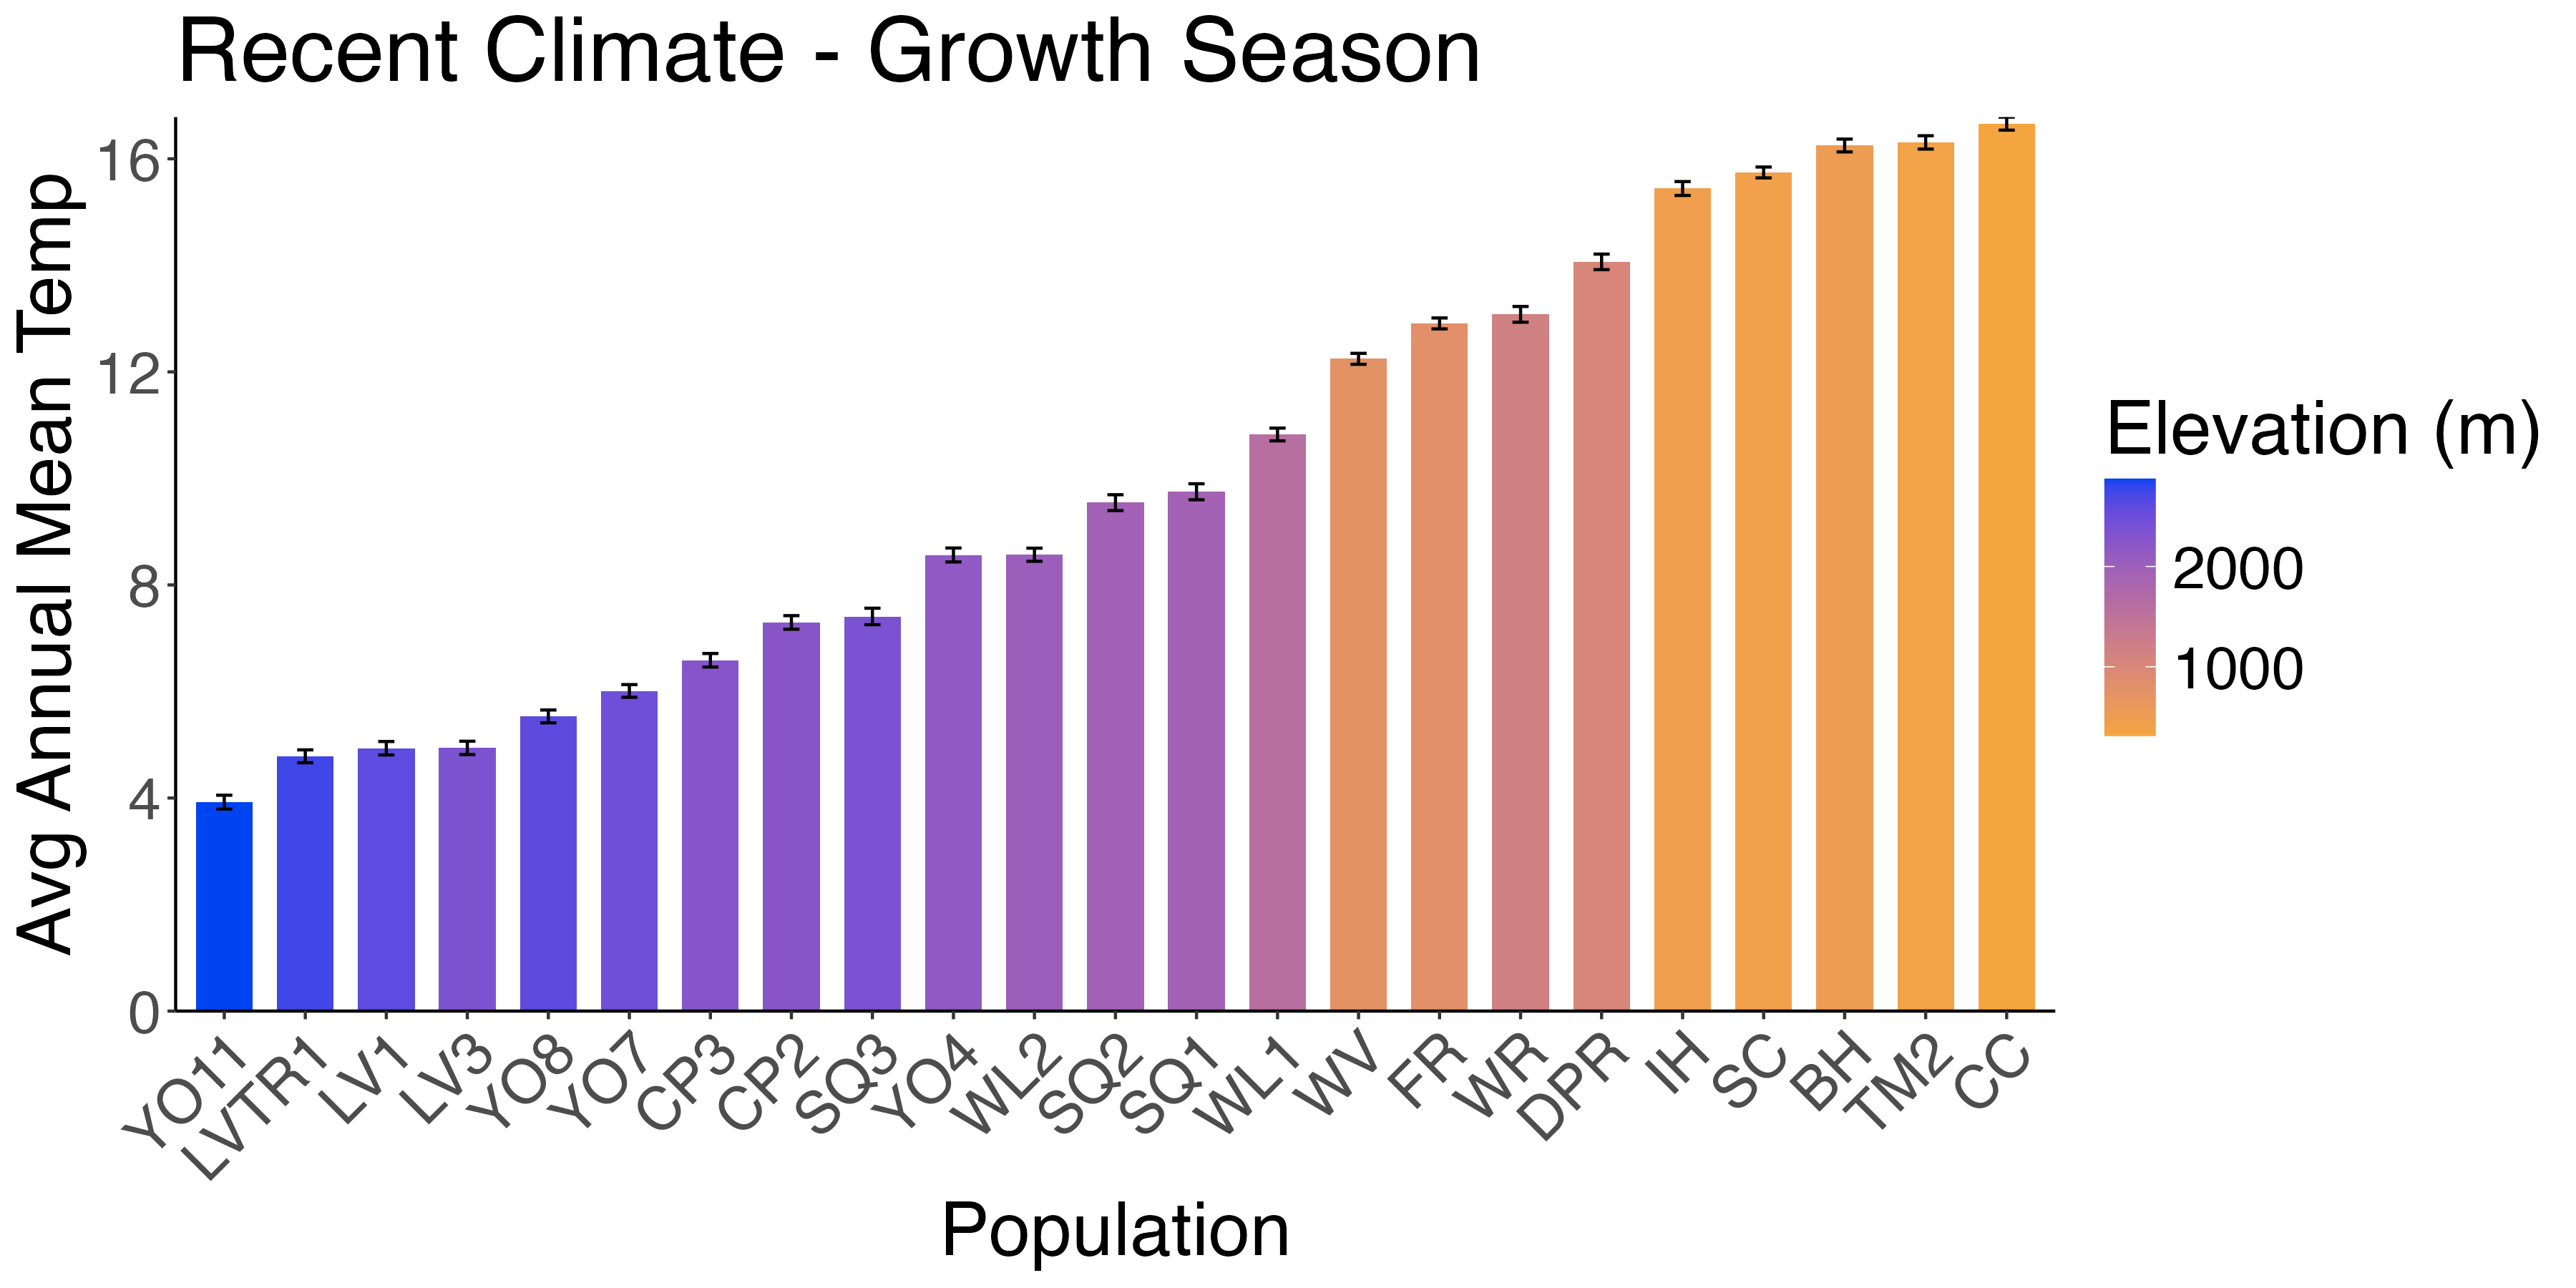 Recent Climate - Growth Season
Avg Annual Mean Temp
16
12
8
4
0
YO11
LVTR1
LV1
LV3
YO8
YO7
CP3
CP2
SQ3
YO4
WL2
SQ2
SQ1
WL1
WV
FR
WR
DPR
IH
SC
BH
TM2
CC
Population
Elevation (m)
2000
1000